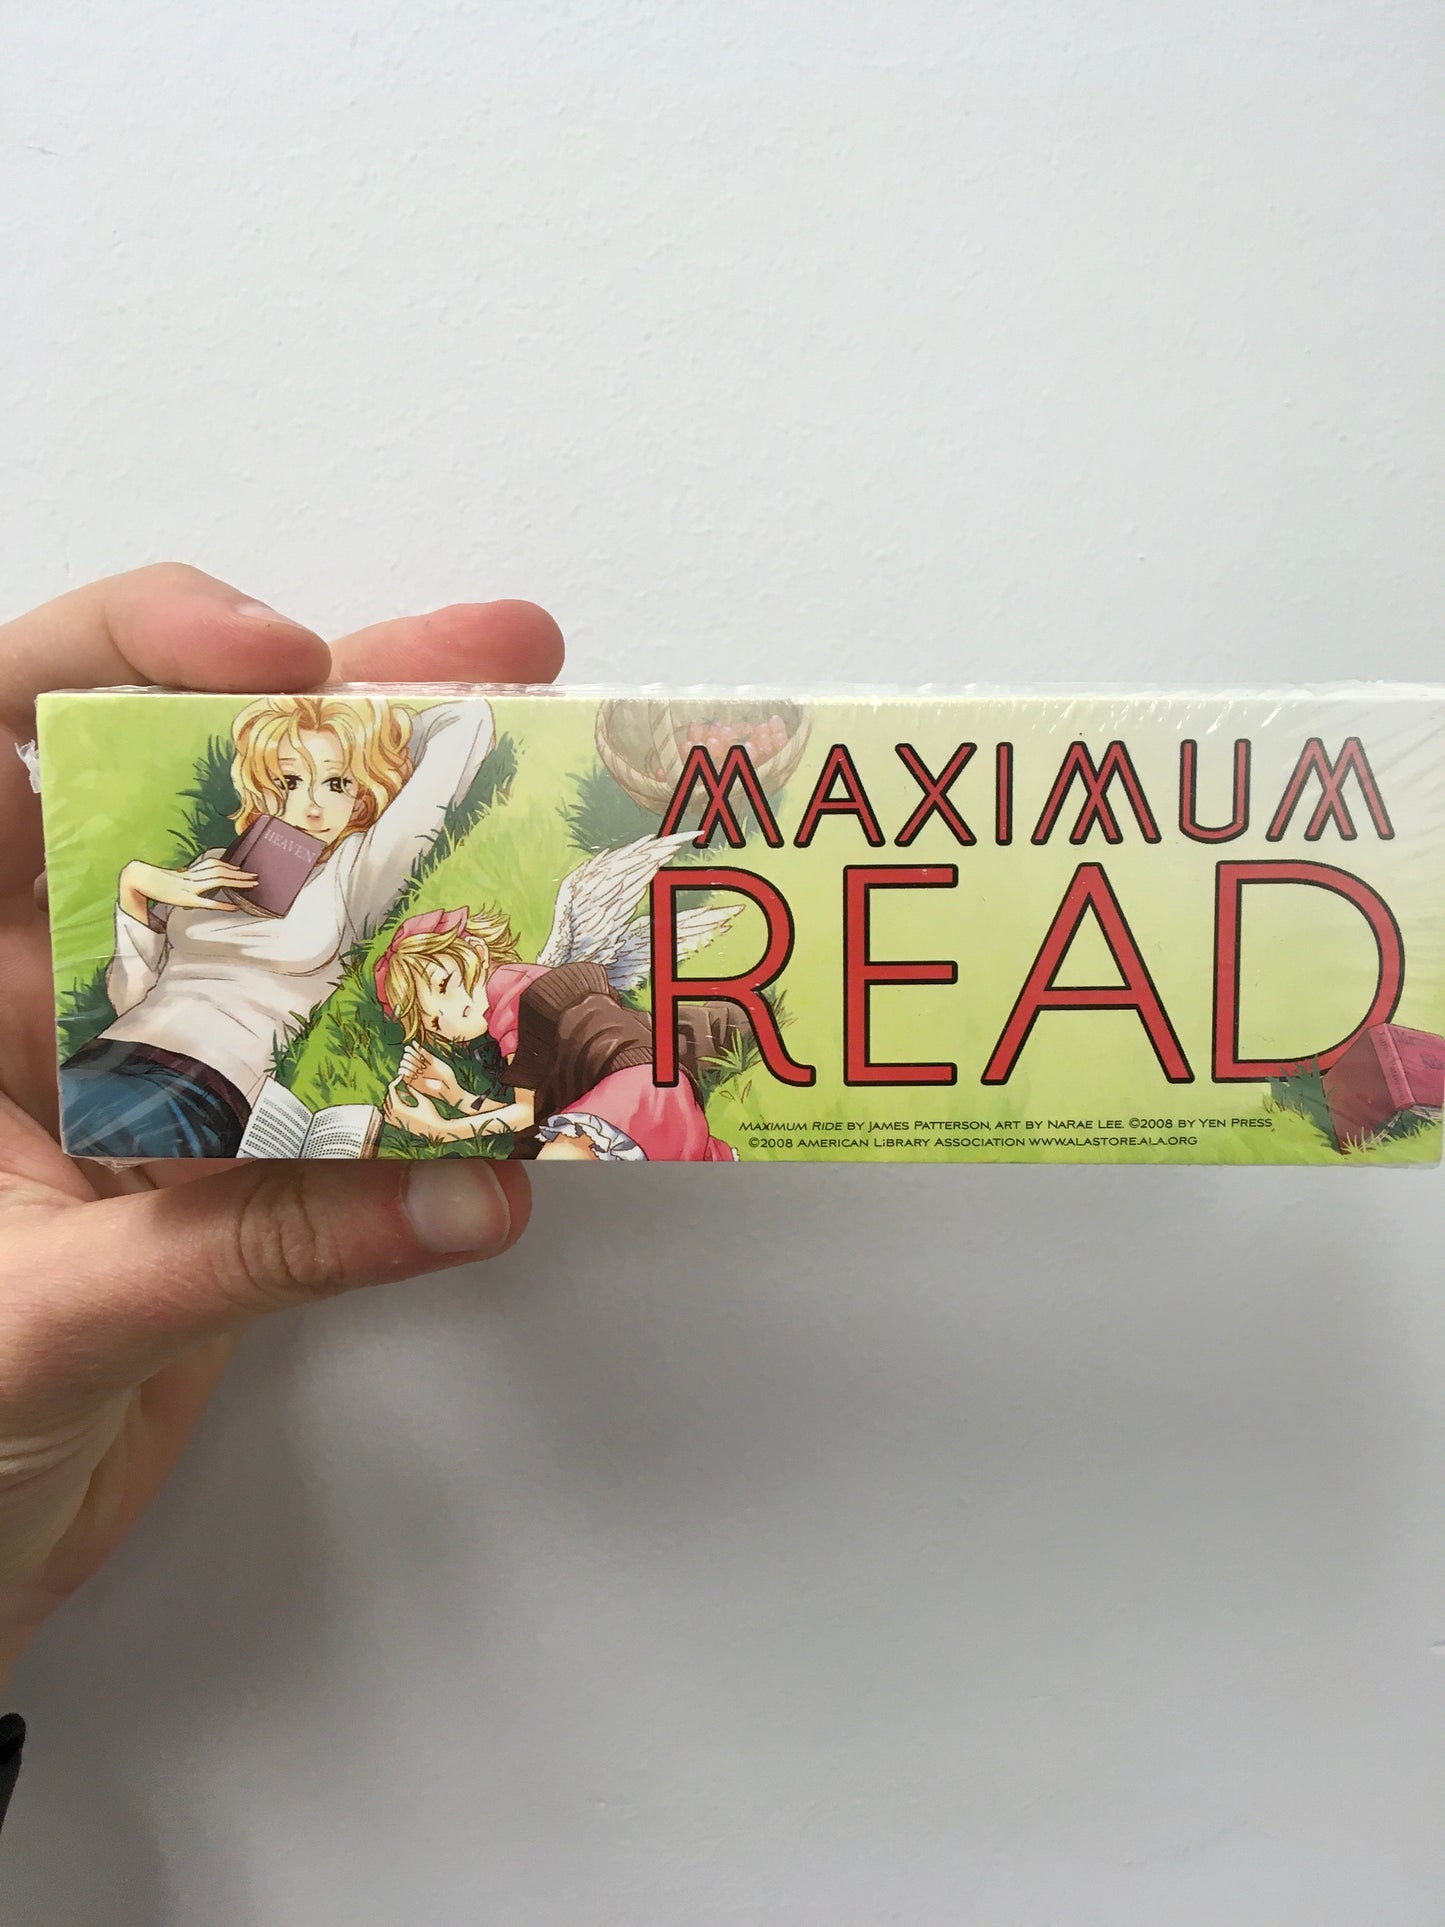 HEAVEN
MAXIMUM
READ
MAXIMUM RIDE BY JAMES PATTERSON, ART BY NARAE LEE. ©2008 BY YEN PRESS
©2008 AMERICAN LIBRARY ASSOCIATION WWW.ALASTORE.ALA.ORG